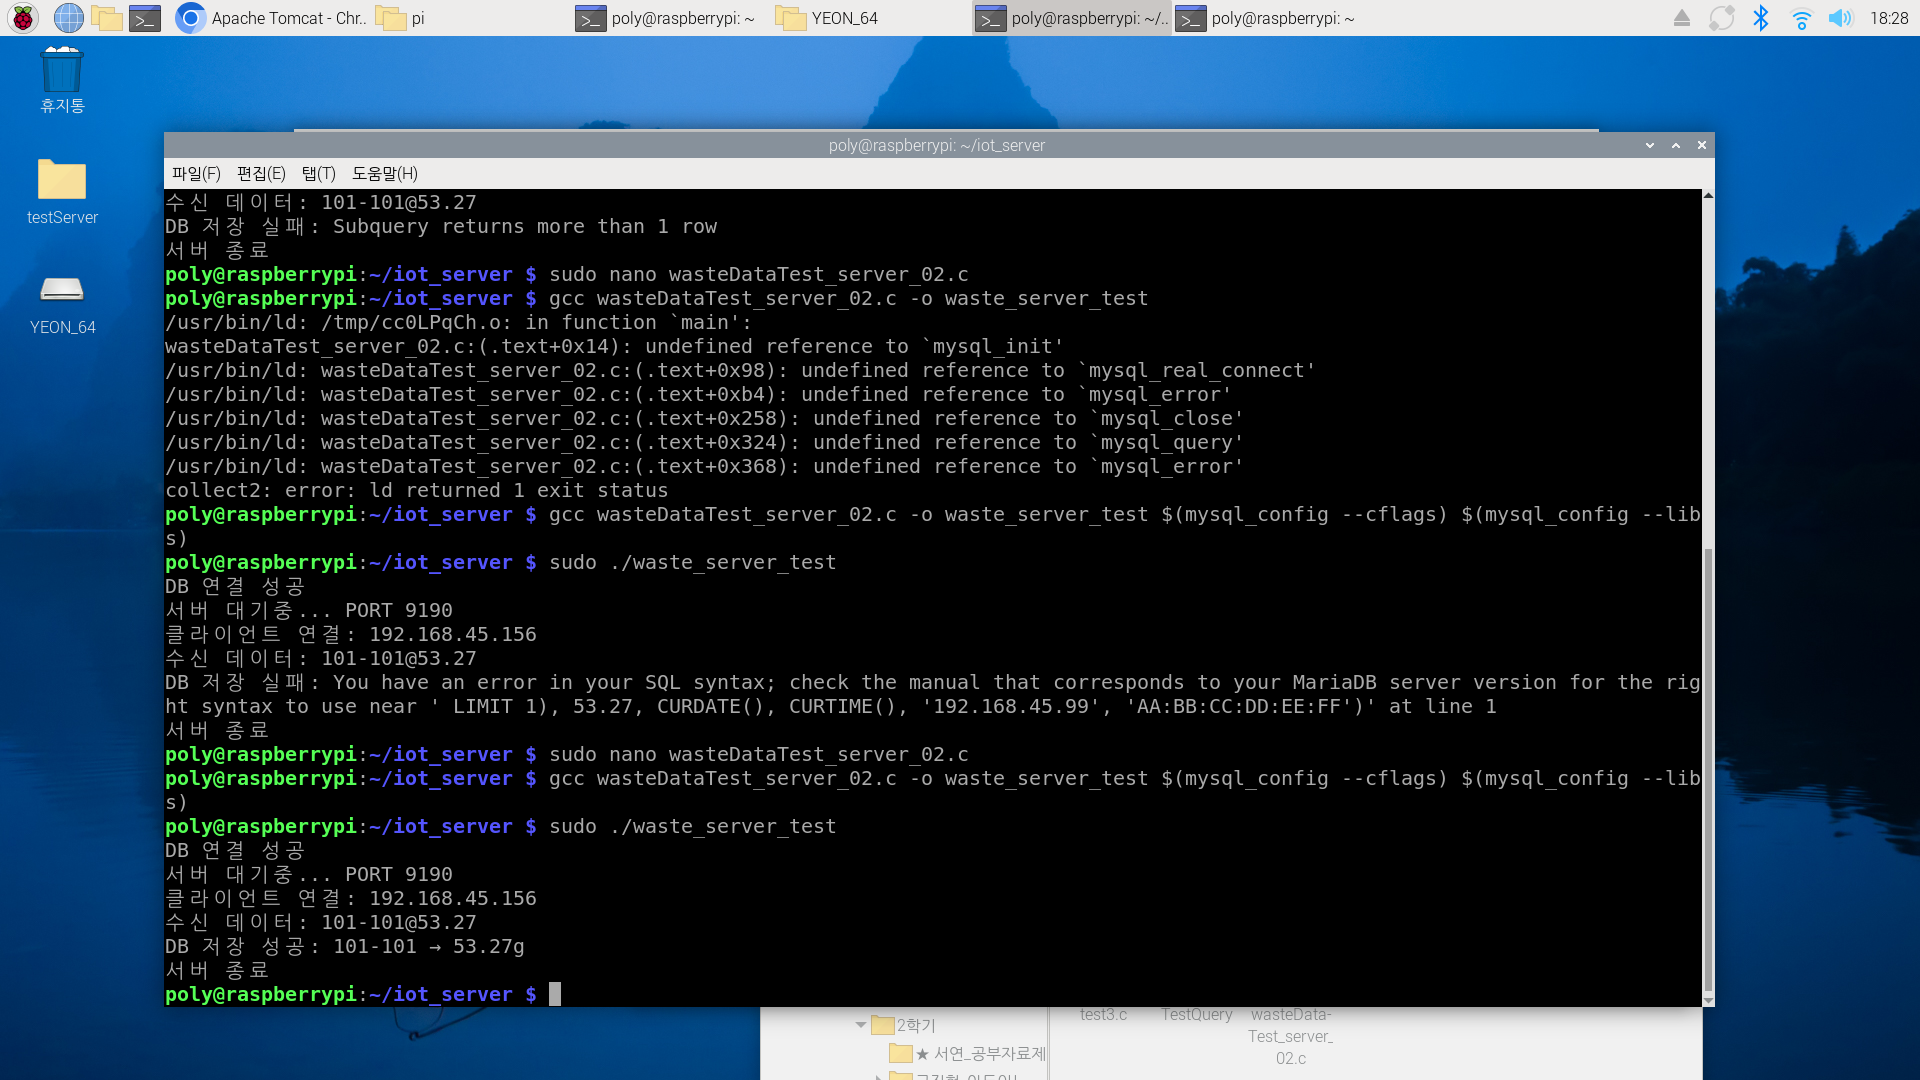 Apache Tomcat - Chr..
pi
poly@raspberrypi: ~
YEON_64
poly@raspberrypi: ~/..
poly@raspberrypi: ~
18:28
휴지통
testServer
YEON_64
poly@raspberrypi: ~/iot_server
파일(F) 편집(E) 탭(T) 도움말(H)
수신 데이터: 101-101@53.27
DB 저장 실패: Subquery returns more than 1 row
서버 종료
poly@raspberrypi:~/iot_server $ sudo nano wasteDataTest_server_02.c
poly@raspberrypi:~/iot_server $ gcc wasteDataTest_server_02.c -o waste_server_test
/usr/bin/ld: /tmp/cc0LPqCh.o: in function `main':
wasteDataTest_server_02.c:(.text+0x14): undefined reference to `mysql_init'
/usr/bin/ld: wasteDataTest_server_02.c:(.text+0x98): undefined reference to `mysql_real_connect'
/usr/bin/ld: wasteDataTest_server_02.c:(.text+0xb4): undefined reference to `mysql_error'
/usr/bin/ld: wasteDataTest_server_02.c:(.text+0x258): undefined reference to `mysql_close'
/usr/bin/ld: wasteDataTest_server_02.c:(.text+0x324): undefined reference to `mysql_query'
/usr/bin/ld: wasteDataTest_server_02.c:(.text+0x368): undefined reference to `mysql_error'
collect2: error: ld returned 1 exit status
poly@raspberrypi:~/iot_server $ gcc wasteDataTest_server_02.c -o waste_server_test $(mysql_config --cflags) $(mysql_config --lib
s)
poly@raspberrypi:~/iot_server $ sudo ./waste_server_test
DB 연결 성공
서버 대기중... PORT 9190
클라이언트 연결: 192.168.45.156
수신 데이터: 101-101@53.27
DB 저장 실패: You have an error in your SQL syntax; check the manual that corresponds to your MariaDB server version for the rig
ht syntax to use near ' LIMIT 1), 53.27, CURDATE(), CURTIME(), '192.168.45.99', 'AA:BB:CC:DD:EE:FF')' at line 1
서버 종료
poly@raspberrypi:~/iot_server $ sudo nano wasteDataTest_server_02.c
poly@raspberrypi:~/iot_server $ gcc wasteDataTest_server_02.c -o waste_server_test $(mysql_config --cflags) $(mysql_config --lib
s)
poly@raspberrypi:~/iot_server $ sudo ./waste_server_test
DB 연결 성공
서버 대기중... PORT 9190
클라이언트 연결: 192.168.45.156
수신 데이터: 101-101@53.27
DB 저장 성공: 101-101 → 53.27g
서버 종료
poly@raspberrypi:~/iot_server $
2학기
★ 서연_공부자료제
test3.c
TestQuery
wasteData-
Test_server_
02.c